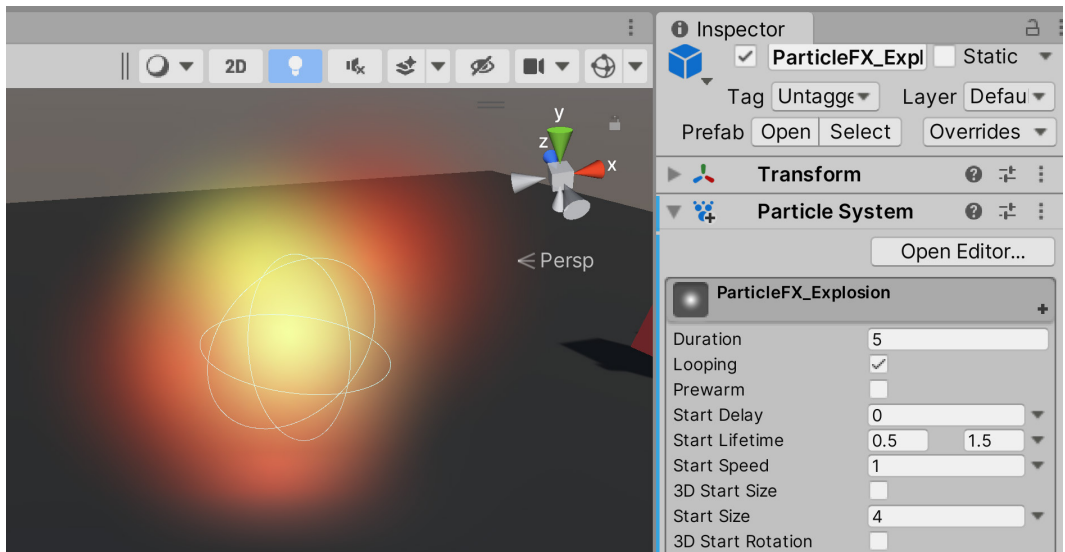 Inspector
ParticleFX_Expl
Static
Tag Untagge Layer Defau
Prefab Open Select Overrides
2D
y
z
x
Persp
Transform
Particle System
Open Editor...
ParticleFX_Explosion
Duration 5
Looping
Prewarm
Start Delay 0
Start Lifetime 0.5 1.5
Start Speed 1
3D Start Size
Start Size 4
3D Start Rotation